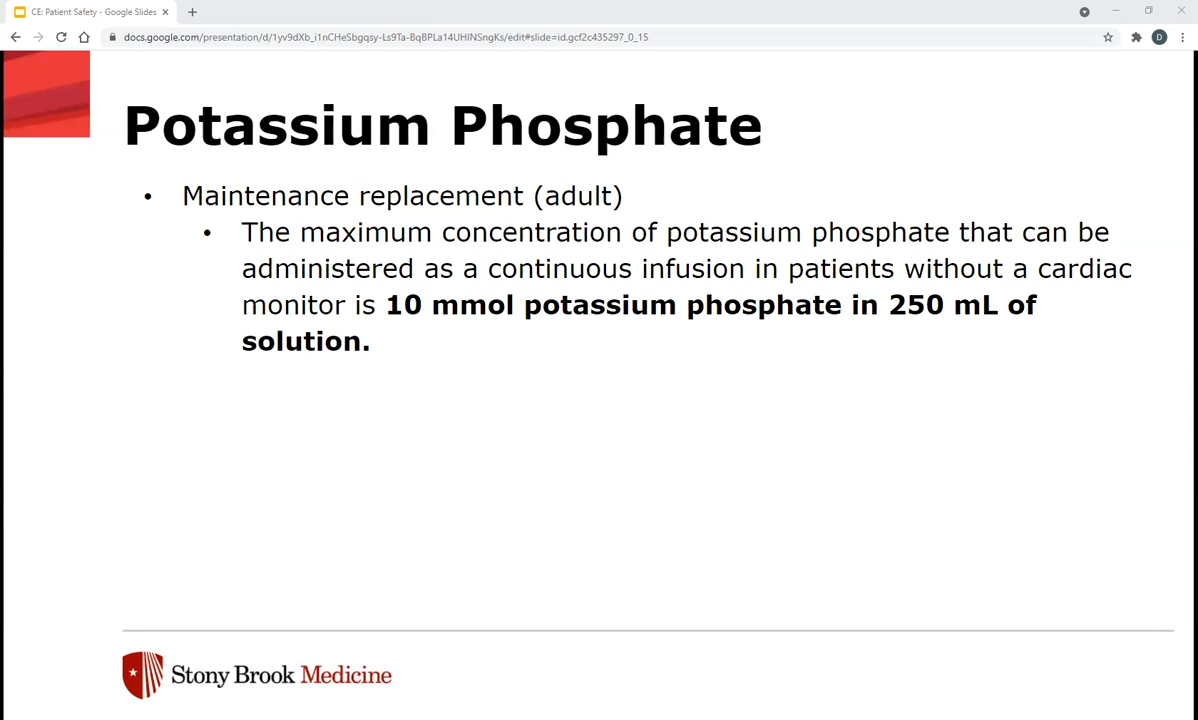 CE: Patient Safety - Google Slides
docs.google.com/presentation/d/1yv9dXb_i1nCHeSbgqsy-Ls9Ta-BqBPLa14UHINSngKs/edit#slide=id.gcf2c435297_0_15
D
Potassium Phosphate
• Maintenance replacement (adult)
• The maximum concentration of potassium phosphate that can be
administered as a continuous infusion in patients without a cardiac
monitor is 10 mmol potassium phosphate in 250 mL of
solution.
Stony Brook Medicine